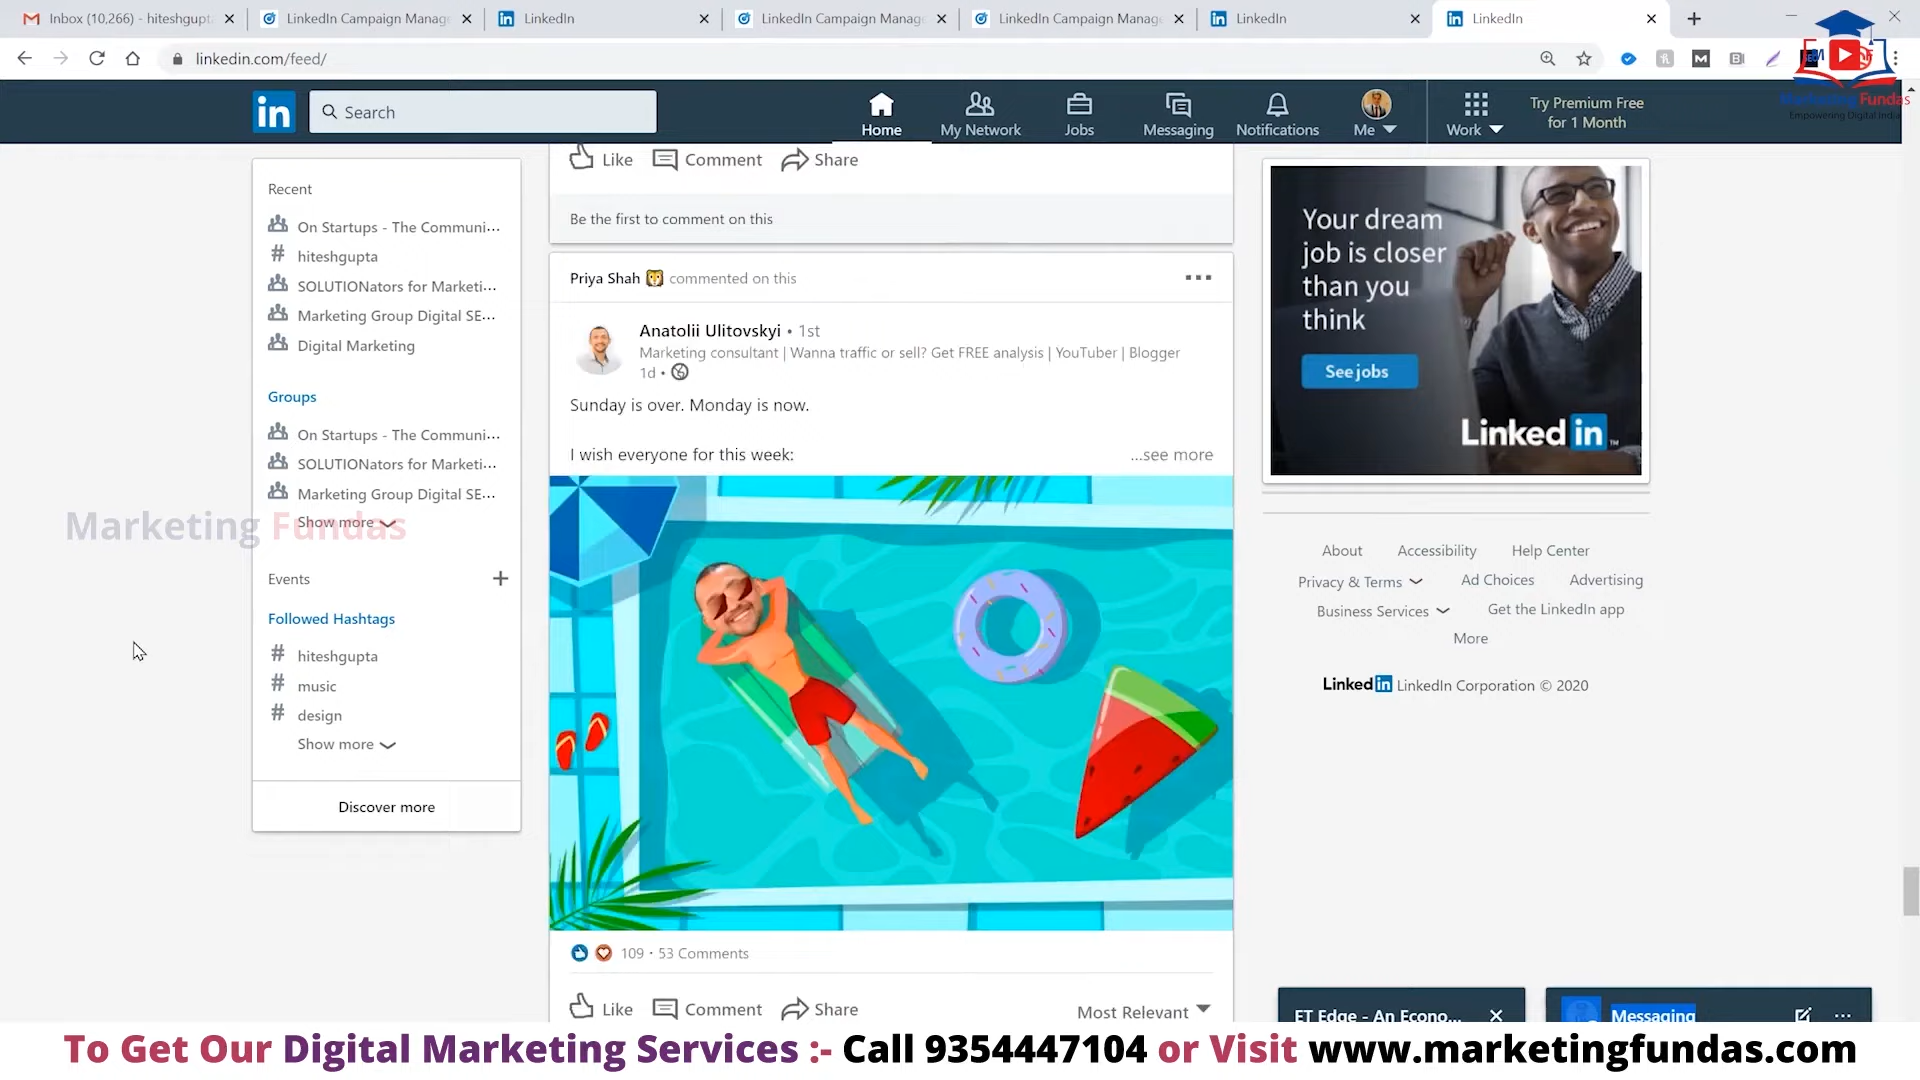 Inbox (10,266) - hiteshgupt
LinkedIn Campaign Manag
LinkedIn
LinkedIn Campaign Manag
LinkedIn Campaign Manag
LinkedIn
LinkedIn
linkedin.com/feed/
Marketing Fundas
Empowering Digital India
in
Search
Home
My Network
Jobs
Messaging
Notifications
Me
Work
Try Premium Free
for 1 Month
Recent
On Startups - The Communi...
# hiteshgupta
SOLUTIONators for Marketi...
Marketing Group Digital SE...
Digital Marketing
Groups
On Startups - The Communi...
SOLUTIONators for Marketi...
Marketing Group Digital SE...
Show more
Marketing Fundas
Events +
Followed Hashtags
# hiteshgupta
# music
# design
Show more
Discover more
Like Comment Share
Be the first to comment on this
Priya Shah 🐯 commented on this
Anatolii Ulitovskyi • 1st
Marketing consultant | Wanna traffic or sell? Get FREE analysis | YouTuber | Blogger
1d •
Sunday is over. Monday is now.
I wish everyone for this week:
...see more
109 · 53 Comments
Like Comment Share
Most Relevant
Your dream
job is closer
than you
think
See jobs
Linked in
About Accessibility Help Center
Privacy & Terms Ad Choices Advertising
Business Services Get the LinkedIn app
More
Linked in LinkedIn Corporation © 2020
ET Edge - An Econo...
Messaging
To Get Our Digital Marketing Services :- Call 9354447104 or Visit www.marketingfundas.com